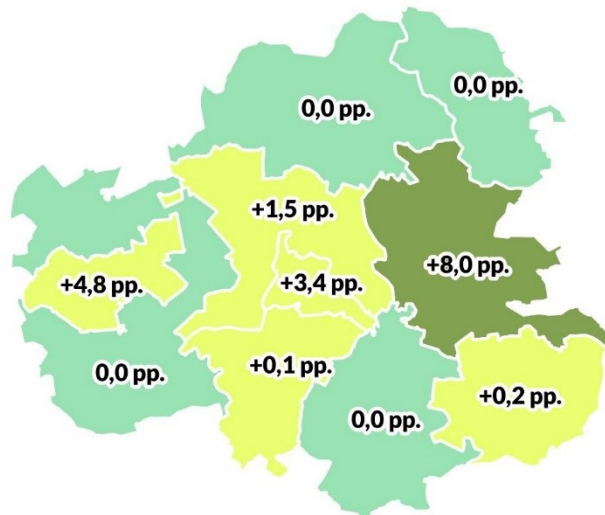 0,0 pp.
0,0 pp.
+1,5 pp.
+8,0 pp.
+4,8 pp.
+3,4 pp.
+0,1 pp.
0,0 pp.
+0,2 pp.
0,0 pp.